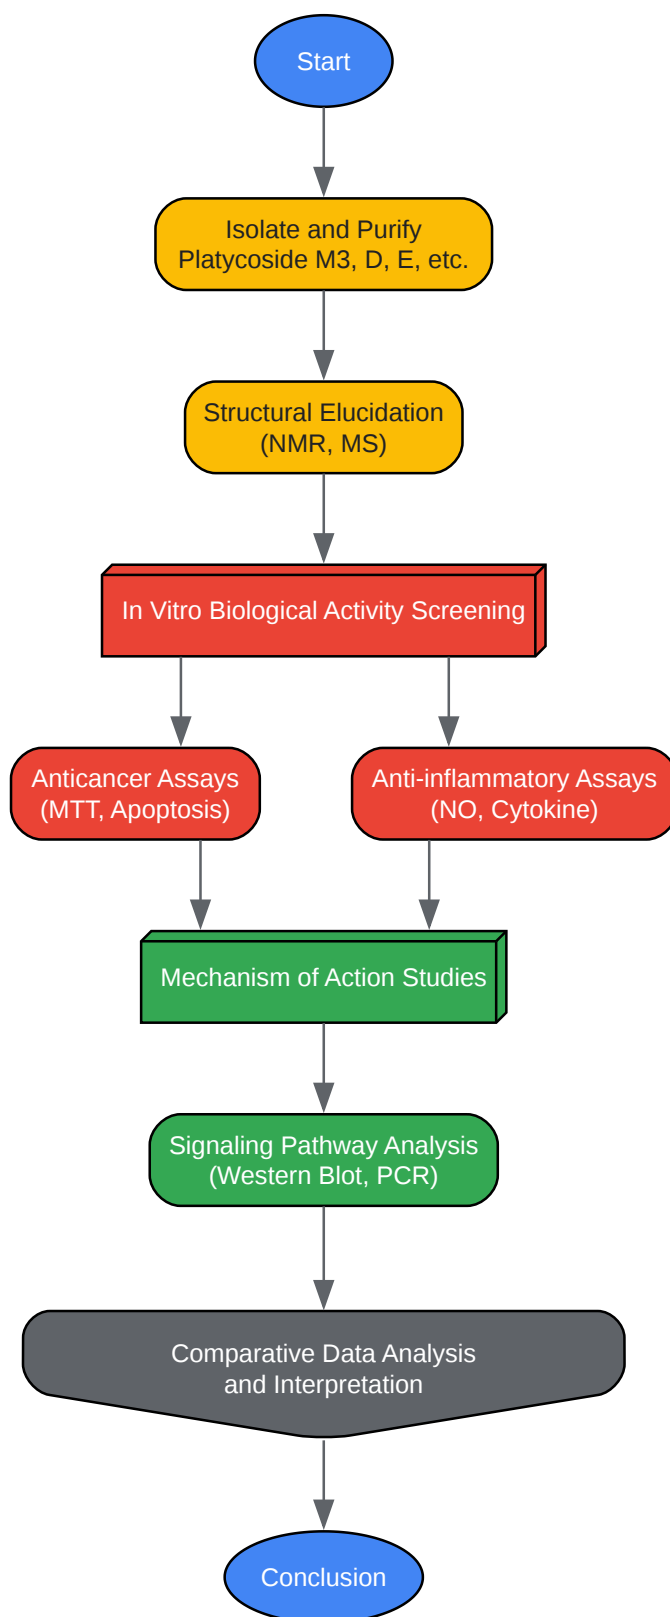 Start
Isolate and Purify
Platycoside M3, D, E, etc.
Structural Elucidation
(NMR, MS)
In Vitro Biological Activity Screening
Anticancer Assays
(MTT, Apoptosis)
Anti-inflammatory Assays
(NO, Cytokine)
Mechanism of Action Studies
Signaling Pathway Analysis
(Western Blot, PCR)
Comparative Data Analysis
and Interpretation
Conclusion